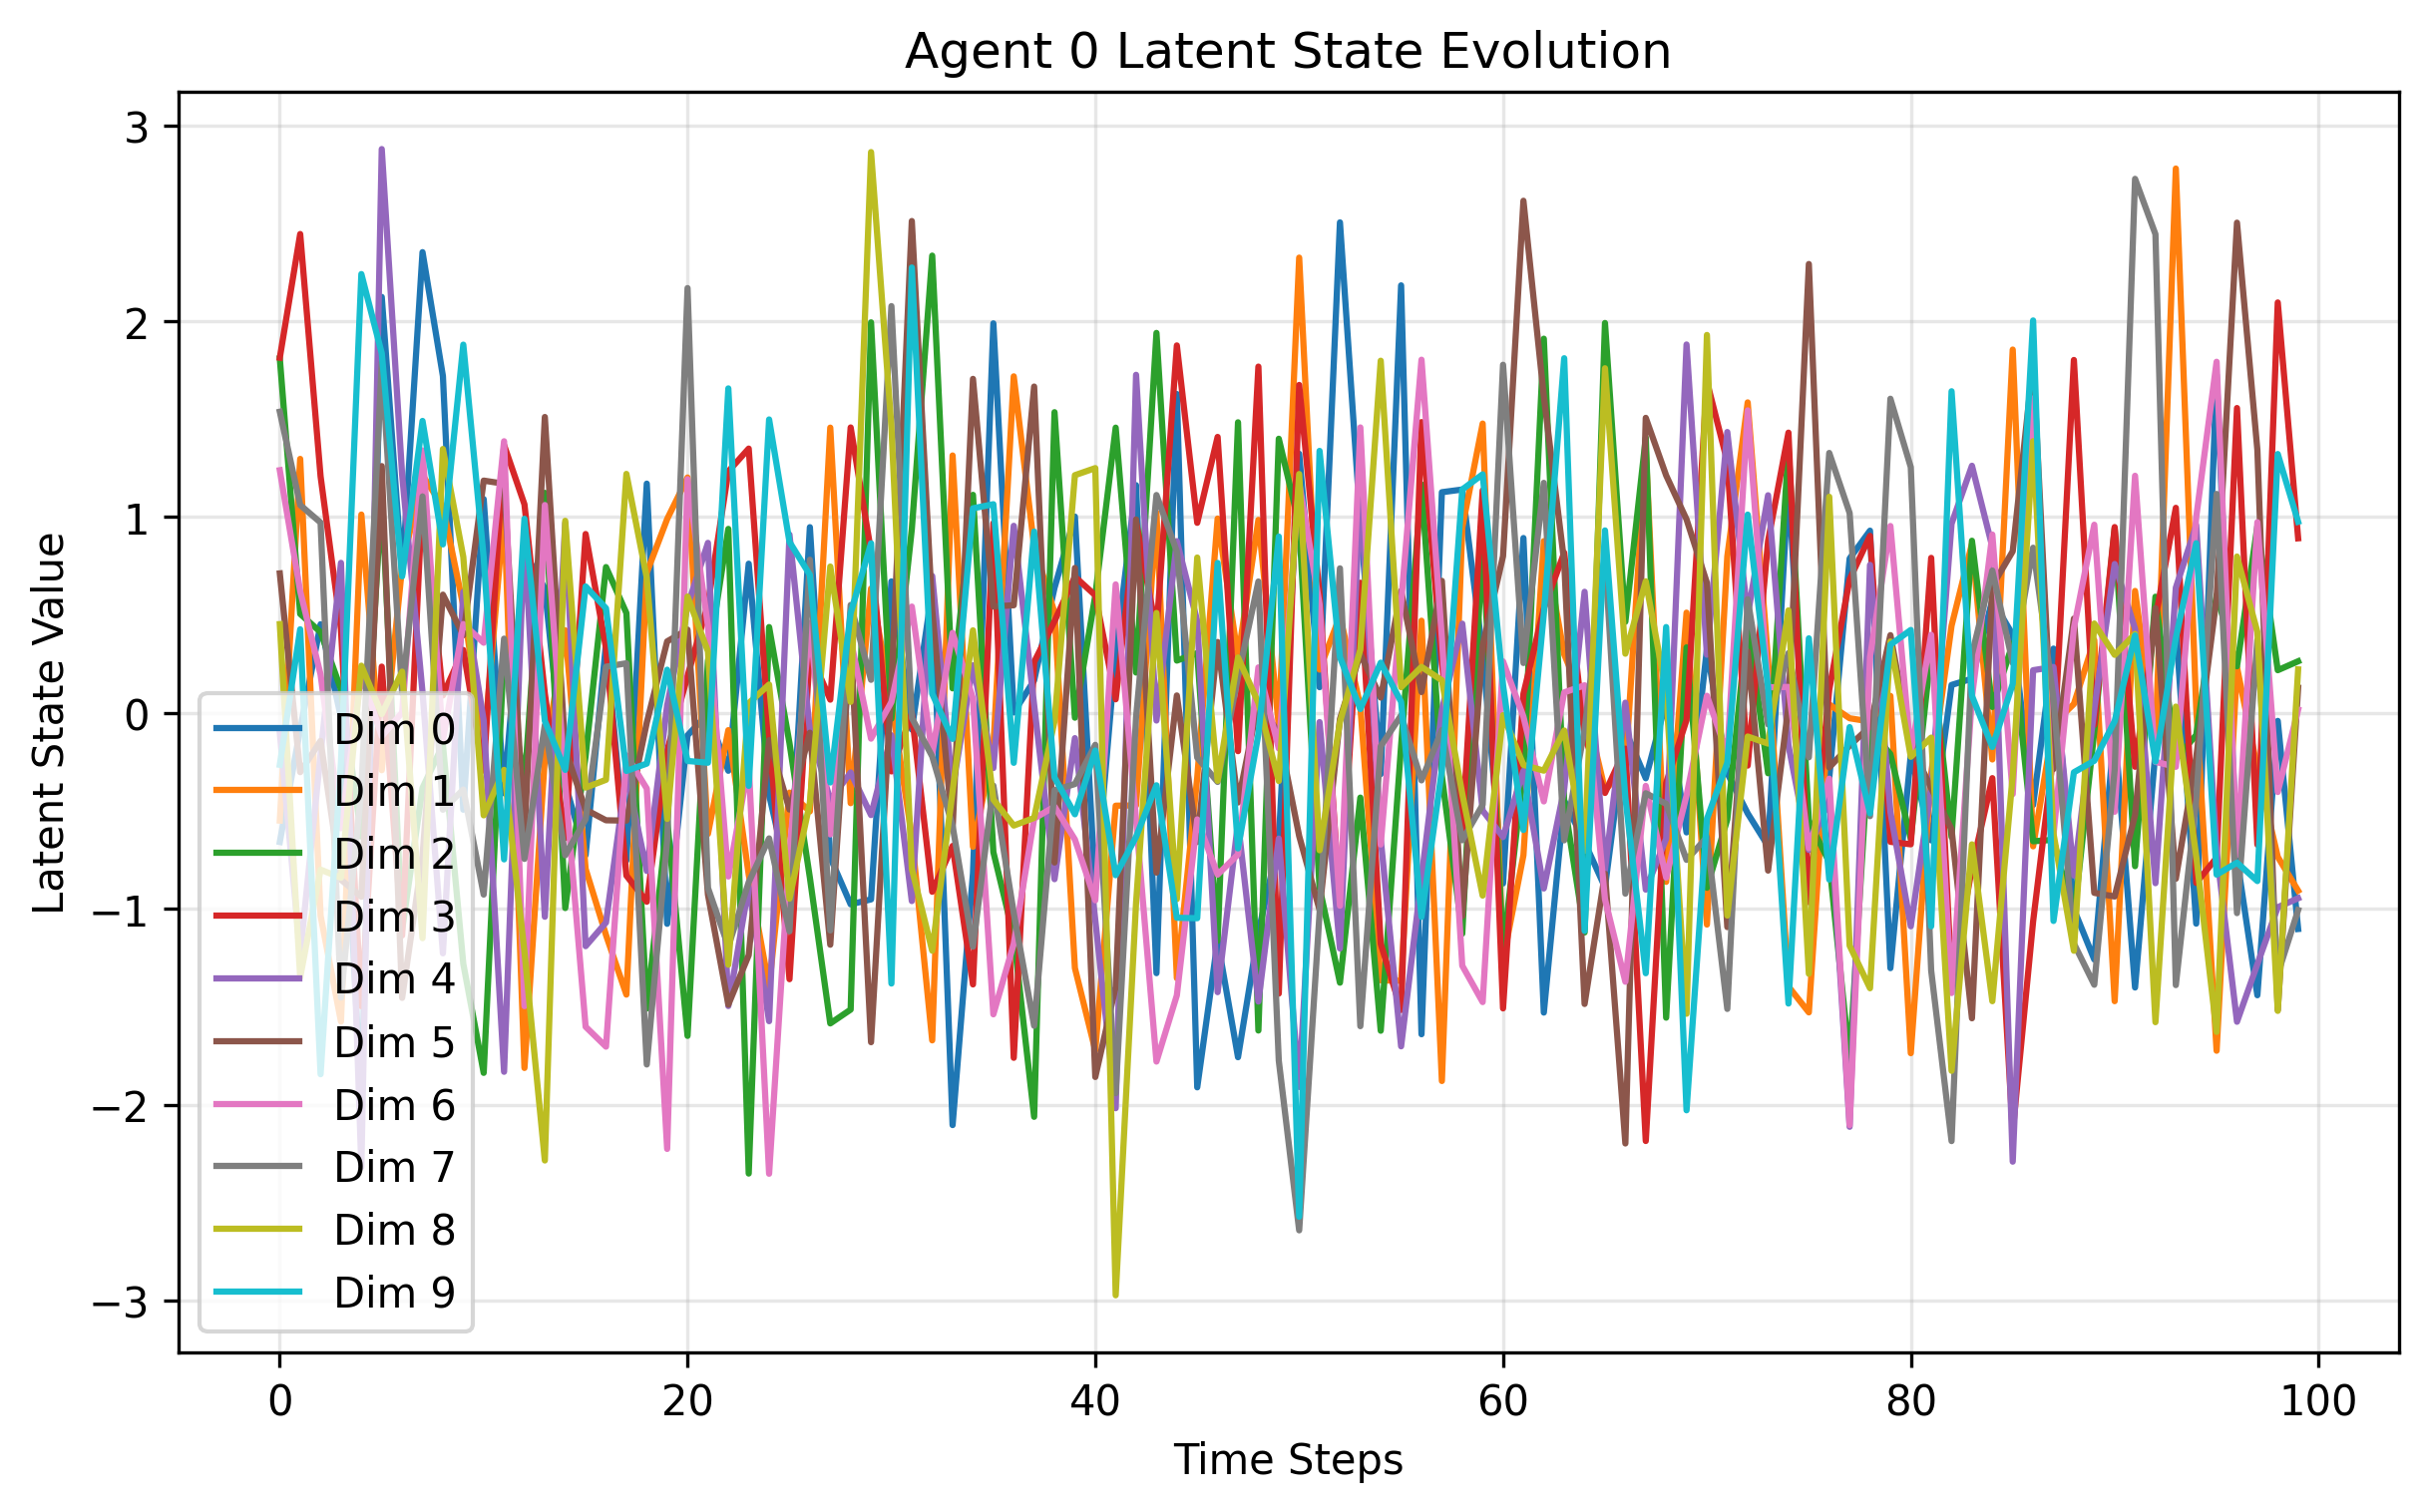 Agent 0 Latent State Evolution
Latent State Value
3
2
1
0
−1
−2
−3
Dim 0
Dim 1
Dim 2
Dim 3
Dim 4
Dim 5
Dim 6
Dim 7
Dim 8
Dim 9
0 20 40 60 80 100
Time Steps